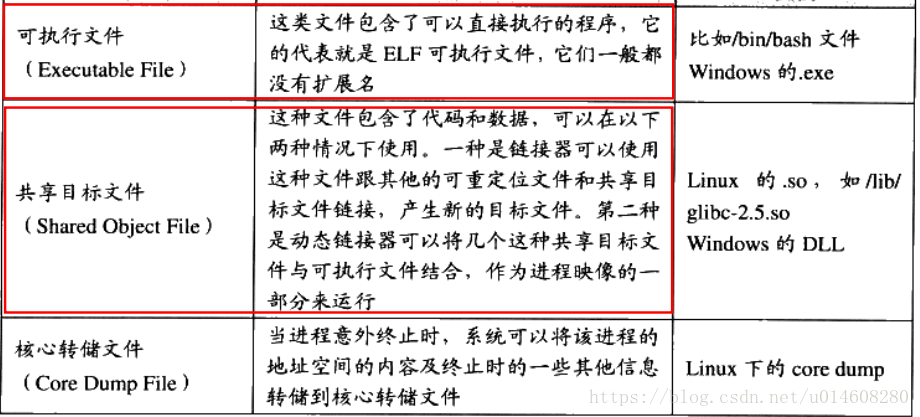 可执行文件
（Executable File）
这类文件包含了可以直接执行的程序，它
的代表就是 ELF 可执行文件，它们一般都
没有扩展名
比如/bin/bash 文件
Windows 的.exe
共享目标文件
（Shared Object File）
这种文件包含了代码和数据，可以在以下
两种情况下使用。一种是链接器可以使用
这种文件跟其他的可重定位文件和共享目
标文件链接，产生新的目标文件。第二种
是动态链接器可以将几个这种共享目标文
件与可执行文件结合，作为进程映像的一
部分来运行
Linux 的 .so，如 /lib/
glibc-2.5.so
Windows 的 DLL
核心转储文件
（Core Dump File）
当进程意外终止时，系统可以将该进程的
地址空间的内容及终止时的一些其他信息
转储到核心转储文件
Linux 下的 core dump
https://blog.csdn.net/u014608280